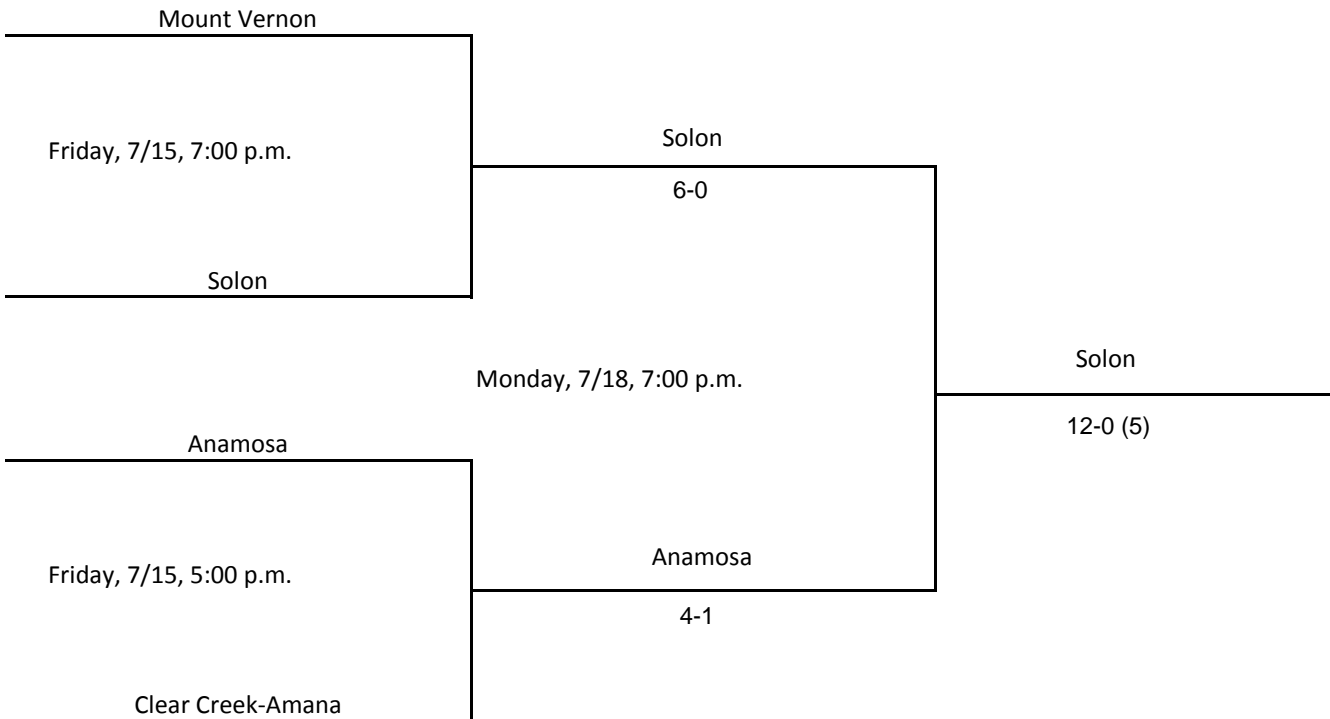 Mount Vernon
Friday, 7/15, 7:00 p.m.
Solon
6-0
Solon
Monday, 7/18, 7:00 p.m.
Solon
12-0 (5)
Anamosa
Friday, 7/15, 5:00 p.m.
Anamosa
4-1
Clear Creek-Amana